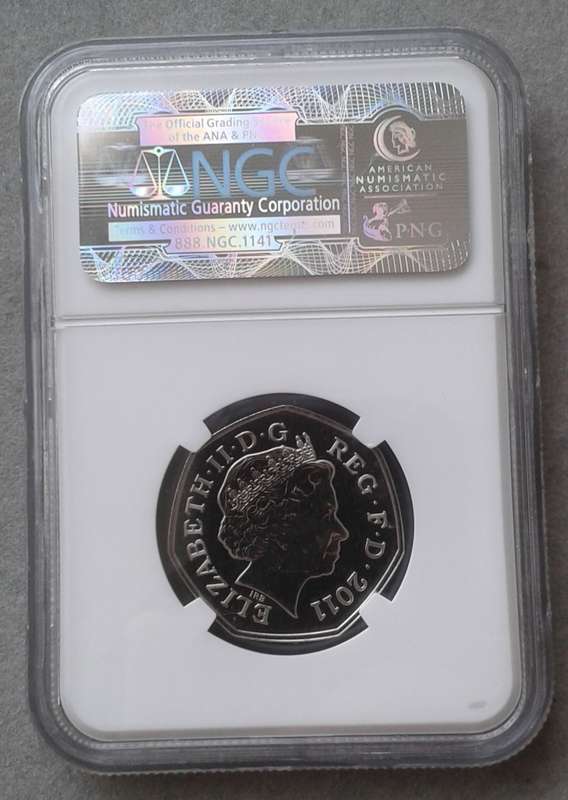 The Official Grading Service
of the ANA & PNG
NGC
Numismatic Guaranty Corporation
Terms & Conditions – www.ngclegis.com
888.NGC.1141
AMERICAN
NUMISMATIC
ASSOCIATION
PNG
ELIZABETH·II·D·G REG·F·D·2011
IRB